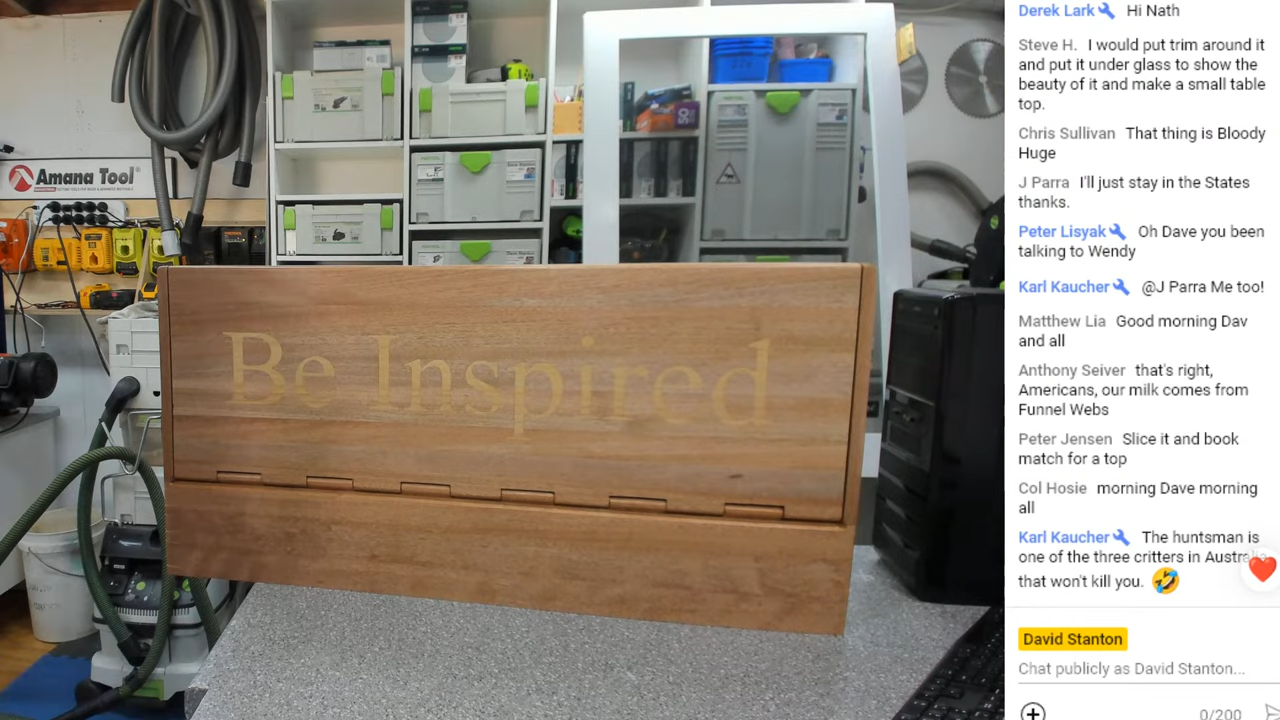 Amana Tool®
Be Inspired
Derek Lark Hi Nath
Steve H. I would put trim around it
and put it under glass to show the
beauty of it and make a small table
top.
Chris Sullivan That thing is Bloody
Huge
J Parra I'll just stay in the States
thanks.
Peter Lisyak Oh Dave you been
talking to Wendy
Karl Kaucher @J Parra Me too!
Matthew Lia Good morning Dav
and all
Anthony Seiver that's right,
Americans, our milk comes from
Funnel Webs
Peter Jensen Slice it and book
match for a top
Col Hosie morning Dave morning
all
Karl Kaucher The huntsman is
one of the three critters in Australia
that won't kill you. 🤣
David Stanton
Chat publicly as David Stanton...
0/200